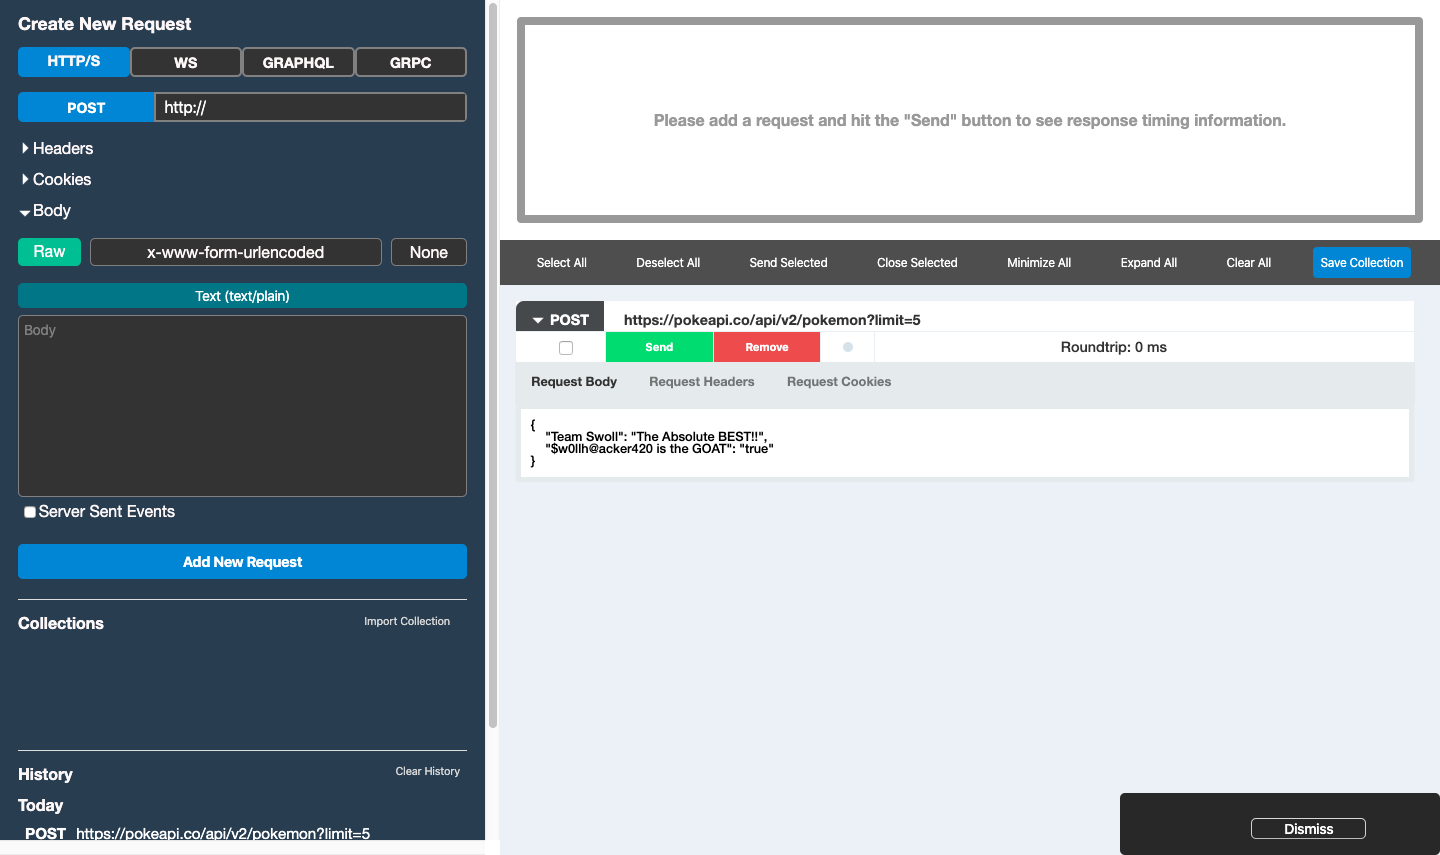 Create New Request
HTTP/S WS GRAPHQL GRPC
POST http://
Headers
Cookies
Body
Raw x-www-form-urlencoded None
Text (text/plain)
Body
Server Sent Events
Add New Request
Collections Import Collection
History Clear History
Today
POST https://pokeapi.co/api/v2/pokemon?limit=5
Please add a request and hit the "Send" button to see response timing information.
Select All Deselect All Send Selected Close Selected Minimize All Expand All Clear All Save Collection
POST https://pokeapi.co/api/v2/pokemon?limit=5
Send Remove Roundtrip: 0 ms
Request Body Request Headers Request Cookies
{
"Team Swoll": "The Absolute BEST!!",
"$w0llh@acker420 is the GOAT": "true"
}
Dismiss